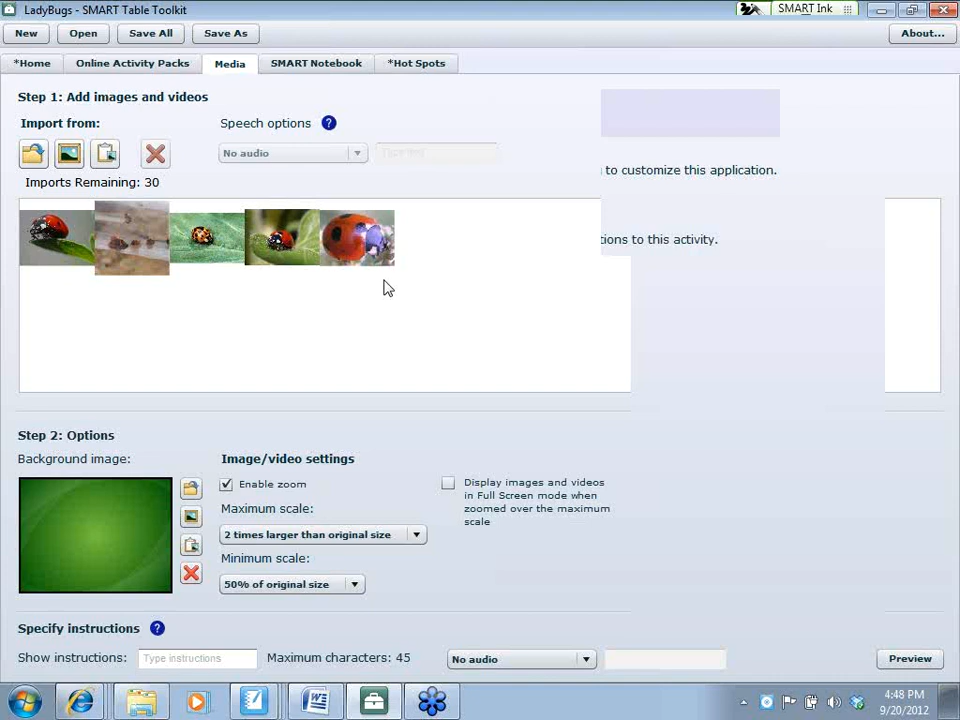 LadyBugs - SMART Table Toolkit
SMART Ink
New
Open
Save All
Save As
About...
*Home
Online Activity Packs
Media
SMART Notebook
*Hot Spots
Step 1: Add images and videos
Import from:
Speech options
No audio
to customize this application.
Imports Remaining: 30
tions to this activity.
Step 2: Options
Background image:
Image/video settings
Enable zoom
Display images and videos
in Full Screen mode when
zoomed over the maximum
scale
Maximum scale:
2 times larger than original size
Minimum scale:
50% of original size
Specify instructions
Show instructions:
Type instructions
Maximum characters: 45
No audio
Preview
4:48 PM
9/20/2012